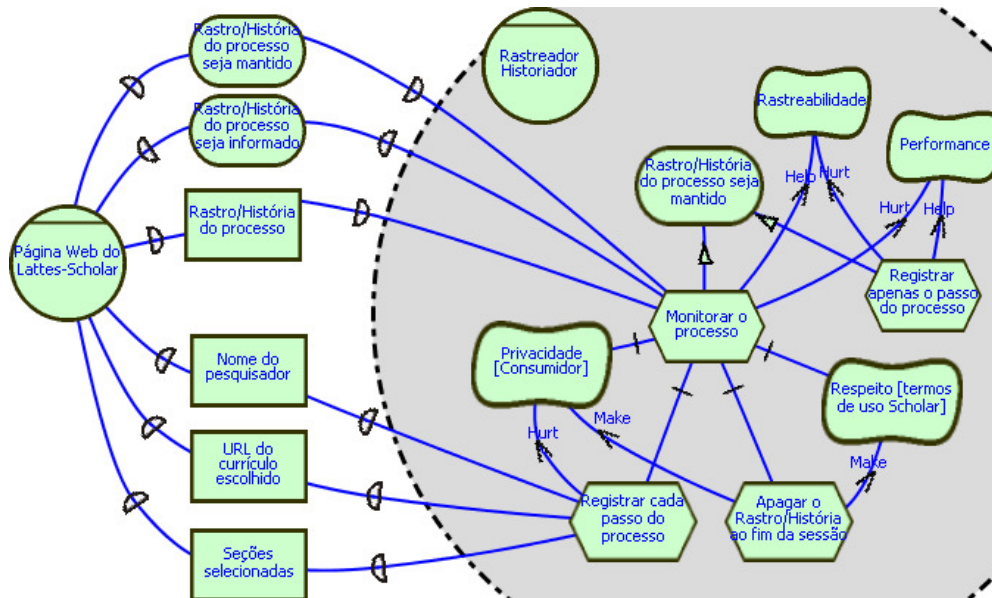 Rastro/História
do processo
seja mantido
Rastro/História
do processo
seja informado
Rastro/História
do processo
Página Web do
Lattes-Scholar
Nome do
pesquisador
URL do
currículo
escolhido
Seções
selecionadas
Rastreador
Historiador
Rastreabilidade
Performance
Rastro/História
do processo seja
mantido
Help
Hurt
Hurt
Help
Registrar
apenas o passo
do processo
Monitorar o
processo
Privacidade
[Consumidor]
Respeito [termos
de uso Scholar]
Hurt
Make
Make
Registrar cada
passo do
processo
Apagar o
Rastro/História
ao fim da sessão